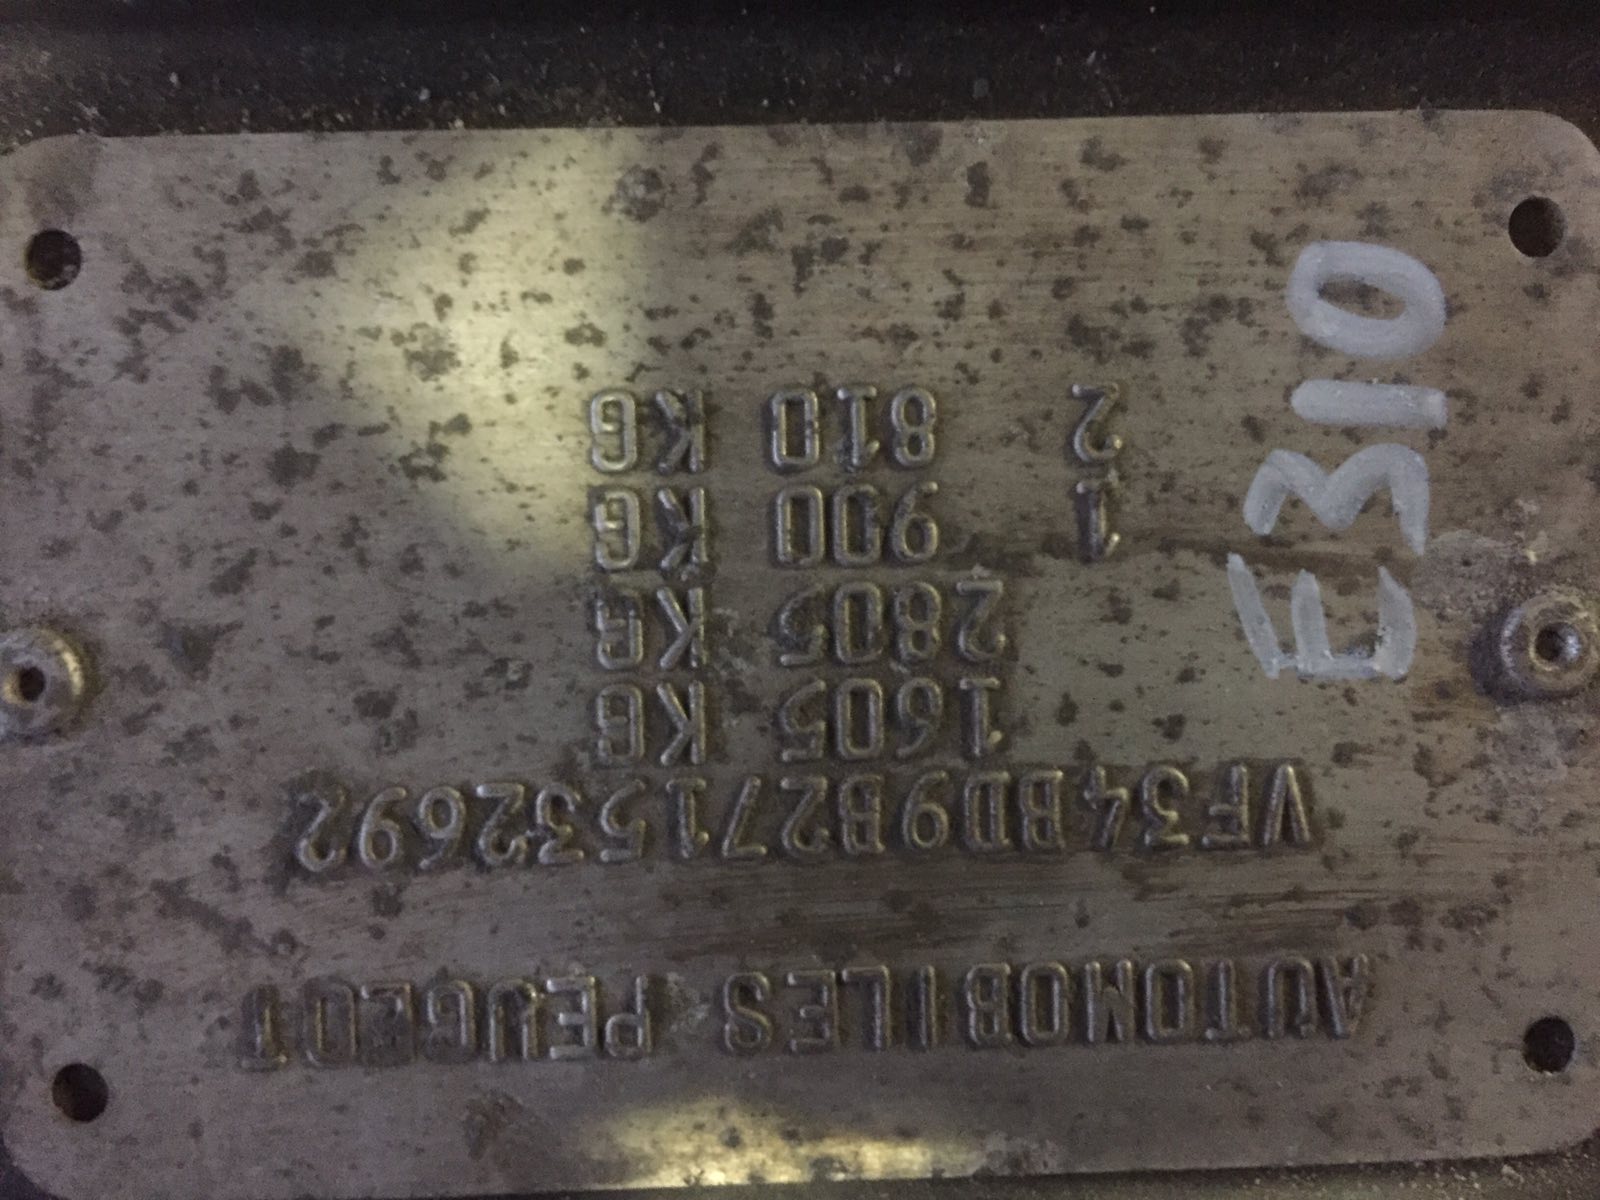 AUTOMOBILES PEUGEOT
VF34BD9B271532692
1605 KG
2805 KG
1 900 KG
2 810 KG
E310